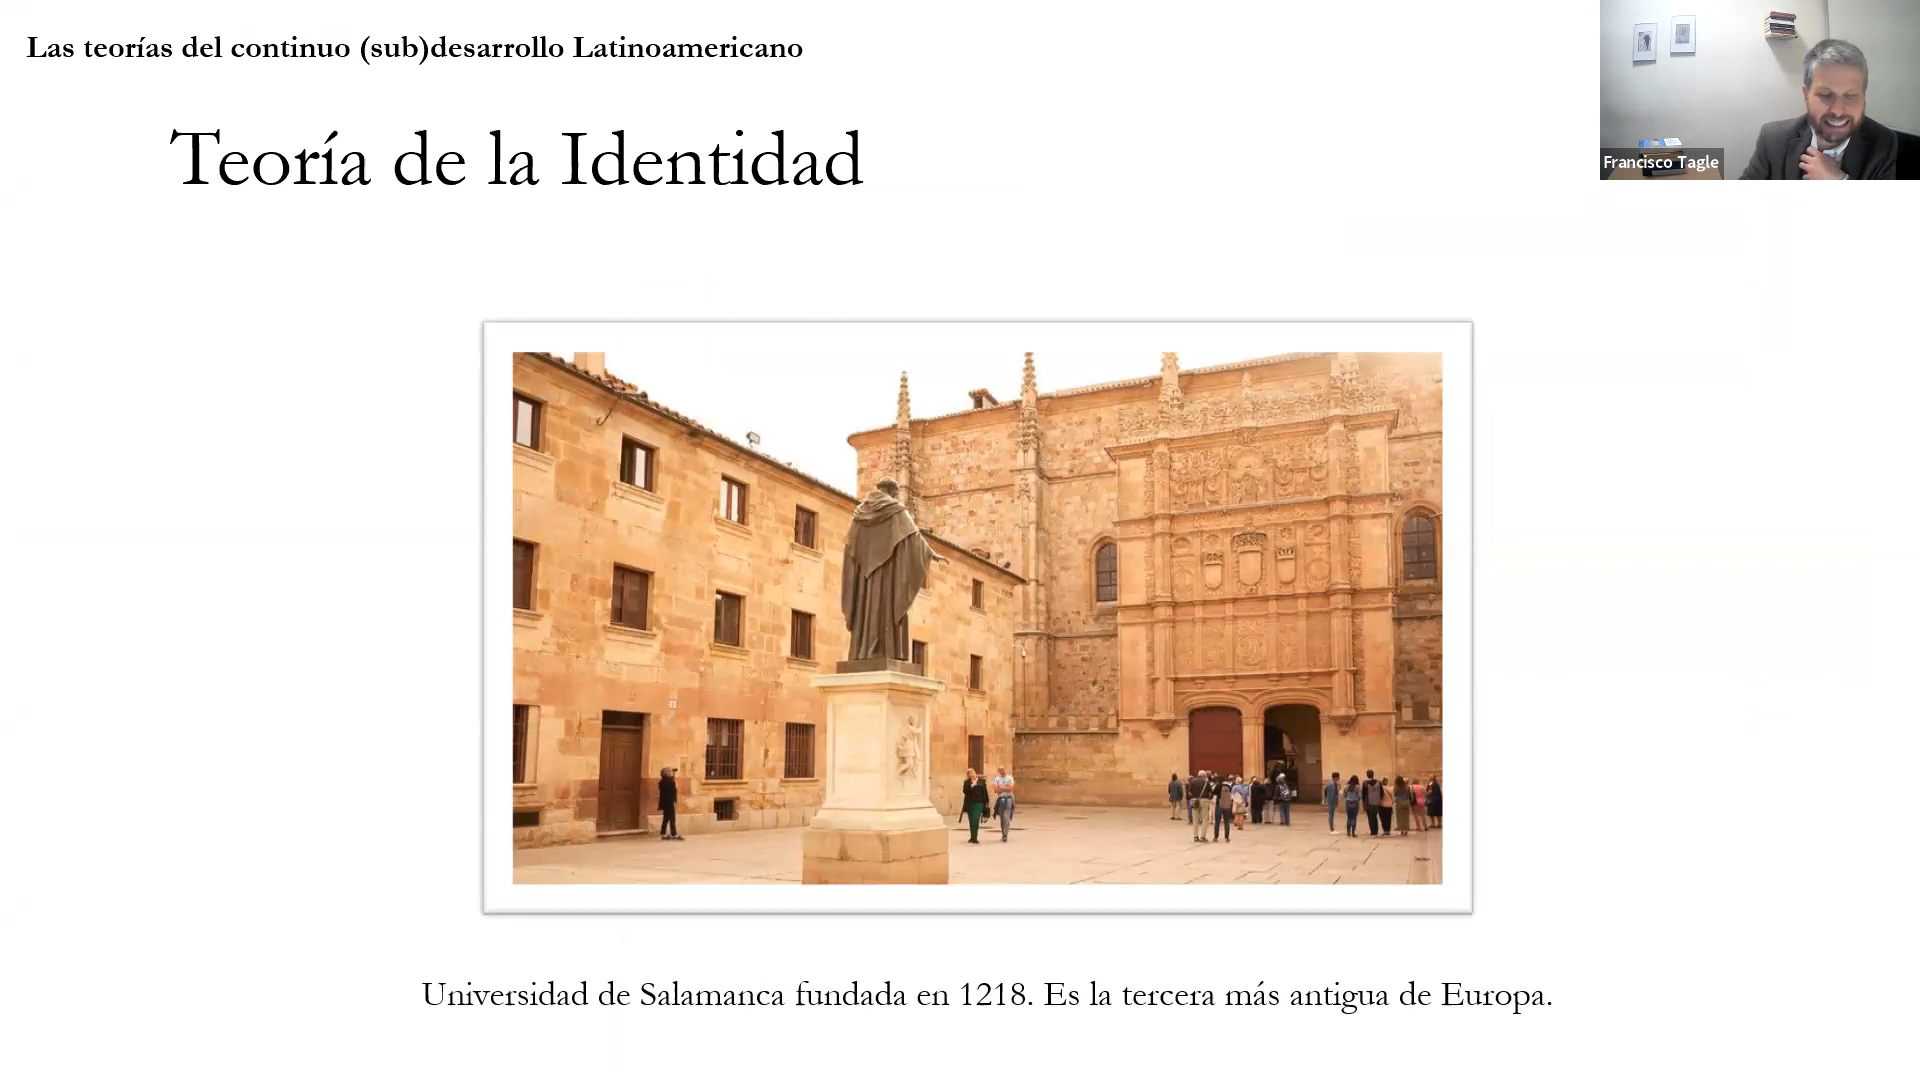 Las teorías del continuo (sub)desarrollo Latinoamericano
Teoría de la Identidad
Francisco Tagle
Universidad de Salamanca fundada en 1218. Es la tercera más antigua de Europa.